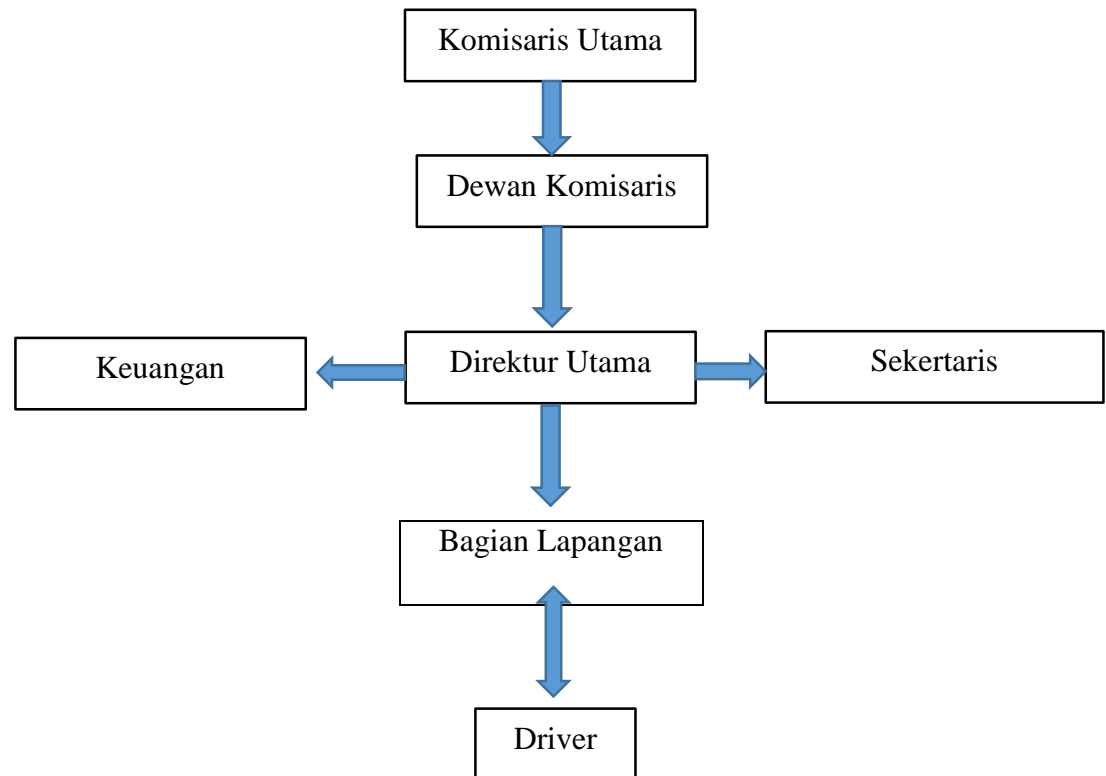 Komisaris Utama
Dewan Komisaris
Keuangan
Direktur Utama
Sekertaris
Bagian Lapangan
Driver